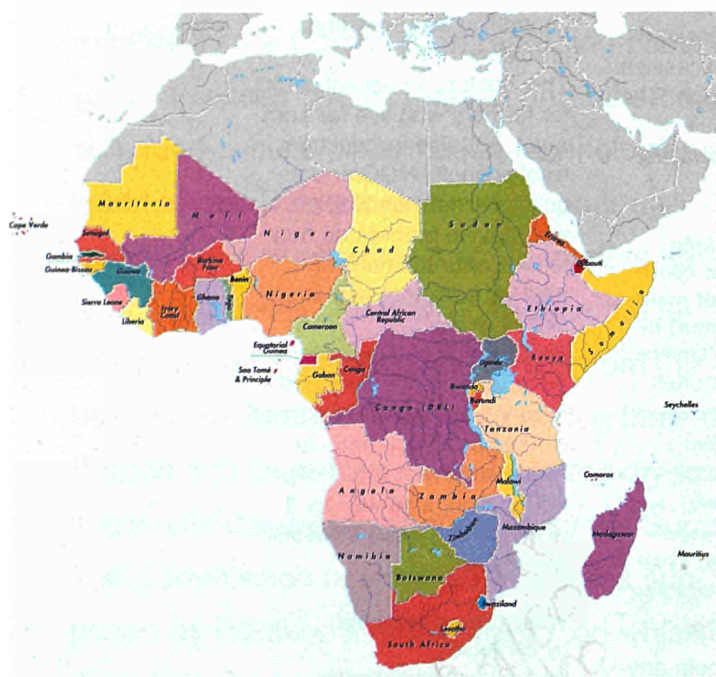 Mauritania
Mali
Niger
Chad
Sudan
Eritrea
Cape Verde
Senegal
Gambia
Guinea-Bissau
Guinea
Burkina
Faso
Benin
Djibouti
Nigeria
Ghana
Togo
Ivory
Coast
Sierra Leone
Liberia
Ethiopia
Somalia
Central African
Republic
Cameroon
Equatorial
Guinea
Sao Tomé
& Principle
Gabon
Congo
Uganda
Kenya
Rwanda
Burundi
Congo (DRL)
Tanzania
Seychelles
Comoros
Angola
Zambia
Malawi
Mozambique
Zimbabwe
Madagascar
Mauritius
Namibia
Botswana
Swaziland
Lesotho
South Africa